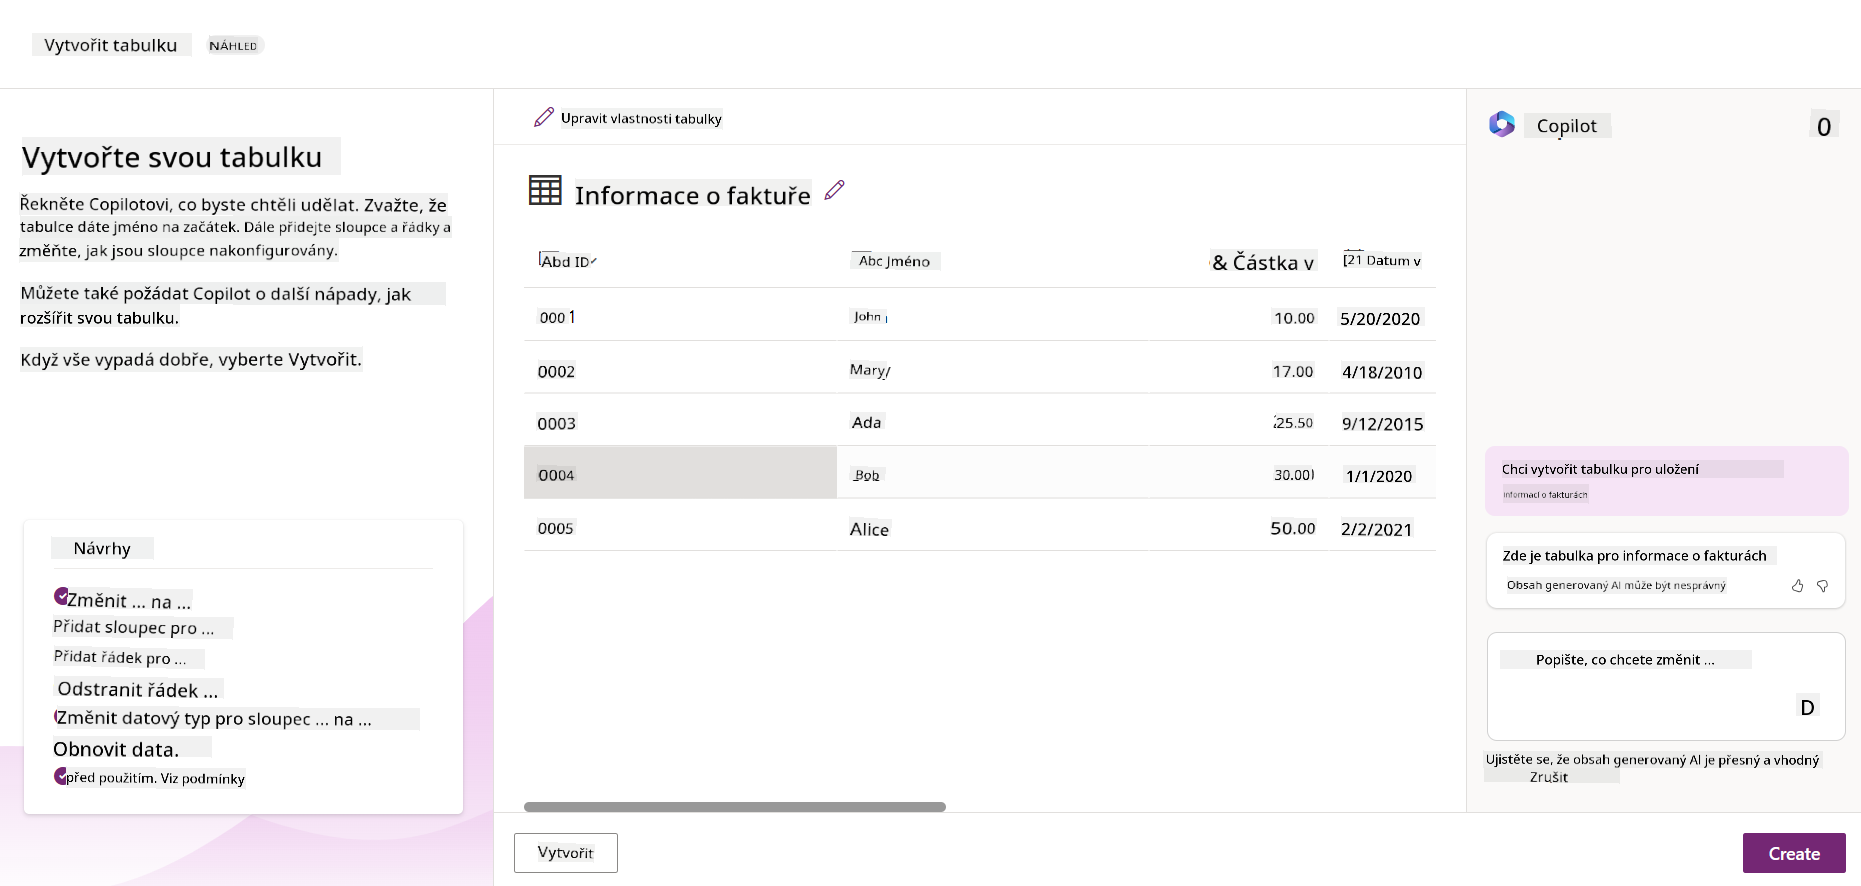 Vytvořit tabulku
NÁHLED
Vytvořte svou tabulku
Řekněte Copilotovi, co byste chtěli udělat. Zvažte, že
tabulce dáte jméno na začátek. Dále přidejte sloupce a řádky a
změňte, jak jsou sloupce nakonfigurovány.
Můžete také požádat Copilot o další nápady, jak
rozšířit svou tabulku.
Když vše vypadá dobře, vyberte Vytvořit.
Návrhy
Změnit ... na ...
Přidat sloupec pro ...
Přidat řádek pro ...
Odstranit řádek ...
Změnit datový typ pro sloupec ... na ...
Obnovit data.
před použitím. Viz podmínky
Upravit vlastnosti tabulky
Informace o faktuře
Abd ID Abc Jméno & Částka v [21 Datum v
0001 John 10.00 5/20/2020
0002 Mary 17.00 4/18/2010
0003 Ada 25.50 9/12/2015
0004 Bob 30.00 1/1/2020
0005 Alice 50.00 2/2/2021
Vytvořit
Copilot
0
Chci vytvořit tabulku pro uložení
informací o fakturách
Zde je tabulka pro informace o fakturách
Obsah generovaný AI může být nesprávný
Popište, co chcete změnit ...
D
Ujistěte se, že obsah generovaný AI je přesný a vhodný
Zrušit
Create